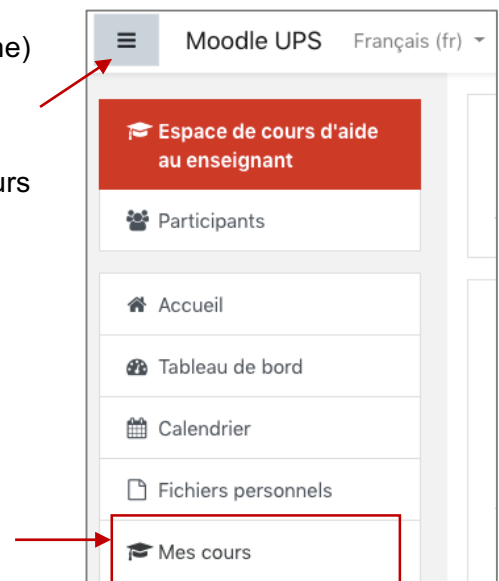 ne)
Moodle UPS Français (fr)
urs
Espace de cours d'aide
au enseignant
Participants
Accueil
Tableau de bord
Calendrier
Fichiers personnels
Mes cours